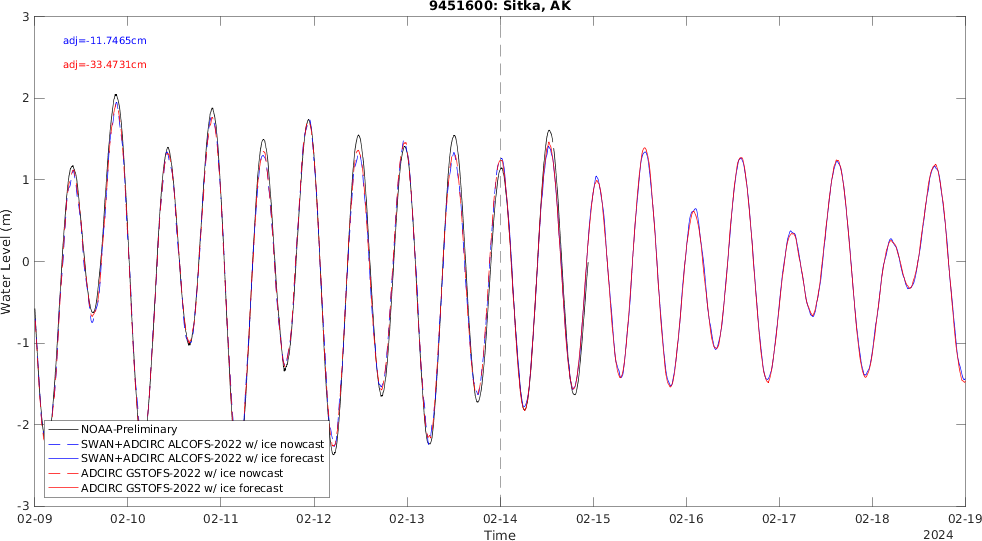 9451600: Sitka, AK
adj=-11.7465cm
adj=-33.4731cm
Water Level (m)
3
2
1
0
-1
-2
-3
NOAA-Preliminary
SWAN+ADCIRC ALCOFS-2022 w/ ice nowcast
SWAN+ADCIRC ALCOFS-2022 w/ ice forecast
ADCIRC GSTOFS-2022 w/ ice nowcast
ADCIRC GSTOFS-2022 w/ ice forecast
02-09 02-10 02-11 02-12 02-13 02-14 02-15 02-16 02-17 02-18 02-19
Time
2024